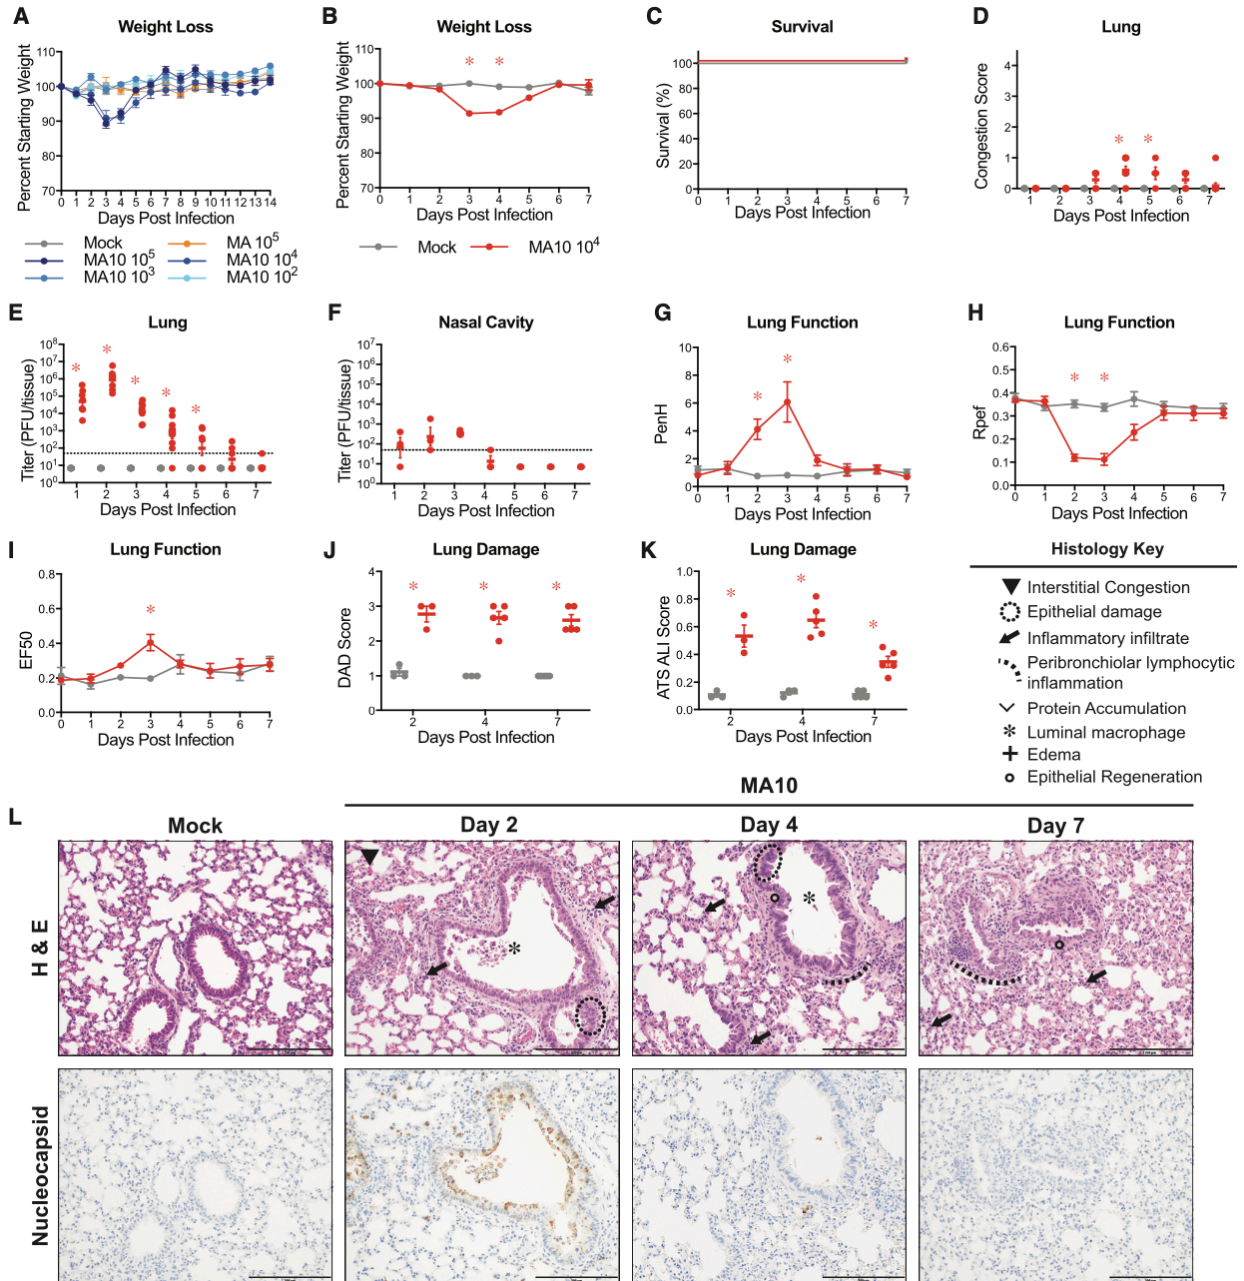 A
Weight Loss
Percent Starting Weight
110
100
90
80
70
0 1 2 3 4 5 6 7 8 9 10 11 12 13 14
Days Post Infection
Mock
MA 10⁵
MA10 10⁵
MA10 10⁴
MA10 10³
MA10 10²
B
Weight Loss
Percent Starting Weight
110
100
90
80
70
* *
0 1 2 3 4 5 6 7
Days Post Infection
Mock
MA10 10⁴
C
Survival
Survival (%)
100
80
60
40
20
0
0 1 2 3 4 5 6 7
Days Post Infection
D
Lung
Congestion Score
4
3
2
1
0
* *
1 2 3 4 5 6 7
Days Post Infection
E
Lung
Titer (PFU/tissue)
10⁸
10⁷
10⁶
10⁵
10⁴
10³
10²
10¹
10⁰
* * * * *
1 2 3 4 5 6 7
Days Post Infection
F
Nasal Cavity
Titer (PFU/tissue)
10⁷
10⁶
10⁵
10⁴
10³
10²
10¹
10⁰
1 2 3 4 5 6 7
Days Post Infection
G
Lung Function
PenH
10
8
6
4
2
0
* *
0 1 2 3 4 5 6 7
Days Post Infection
H
Lung Function
Rpef
0.6
0.5
0.4
0.3
0.2
0.1
0.0
* *
0 1 2 3 4 5 6 7
Days Post Infection
I
Lung Function
EF50
0.8
0.6
0.4
0.2
0.0
*
0 1 2 3 4 5 6 7
Days Post Infection
J
Lung Damage
DAD Score
4
3
2
1
0
* * *
2 4 7
Days Post Infection
K
Lung Damage
ATS ALI Score
1.0
0.8
0.6
0.4
0.2
0.0
* * *
2 4 7
Days Post Infection
Histology Key
Interstitial Congestion
Epithelial damage
Inflammatory infiltrate
Peribronchiolar lymphocytic
inflammation
Protein Accumulation
* Luminal macrophage
+ Edema
Epithelial Regeneration
L
MA10
Mock
Day 2
Day 4
Day 7
H & E
*
*
Nucleocapsid